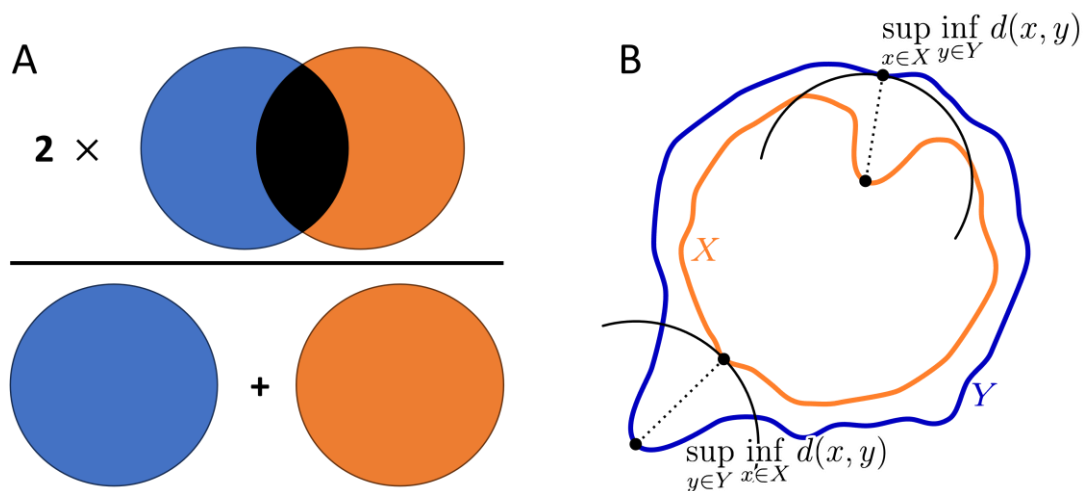 A
2 ×
+
B
sup inf d(x, y)
x∈X y∈Y
X
Y
sup inf d(x, y)
y∈Y x∈X